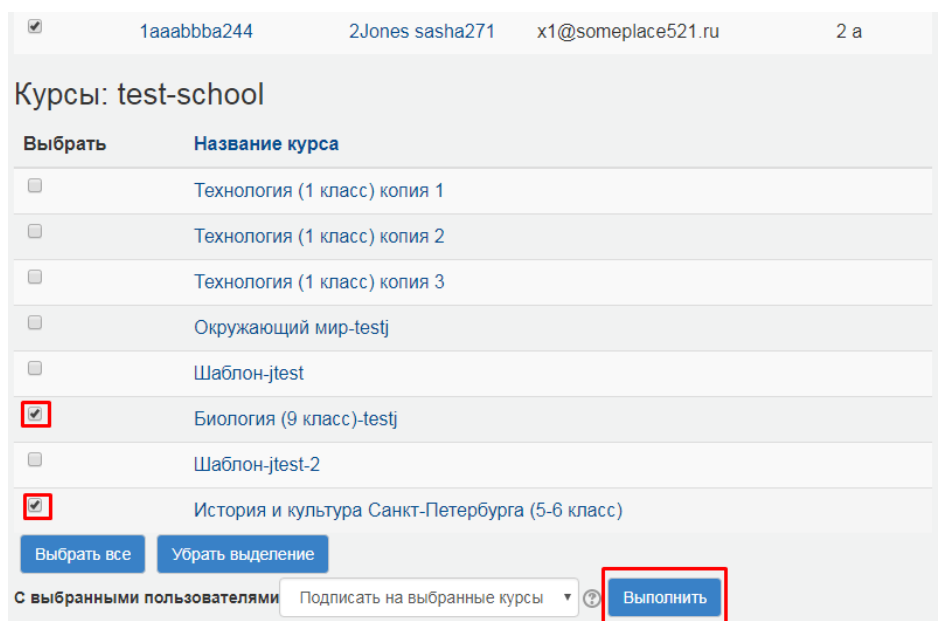 1aaabbba244 2Jones sasha271 x1@someplace521.ru 2 а
Курсы: test-school
Выбрать Название курса
Технология (1 класс) копия 1
Технология (1 класс) копия 2
Технология (1 класс) копия 3
Окружающий мир-testj
Шаблон-jtest
Биология (9 класс)-testj
Шаблон-jtest-2
История и культура Санкт-Петербурга (5-6 класс)
Выбрать все Убрать выделение
С выбранными пользователями Подписать на выбранные курсы ? Выполнить